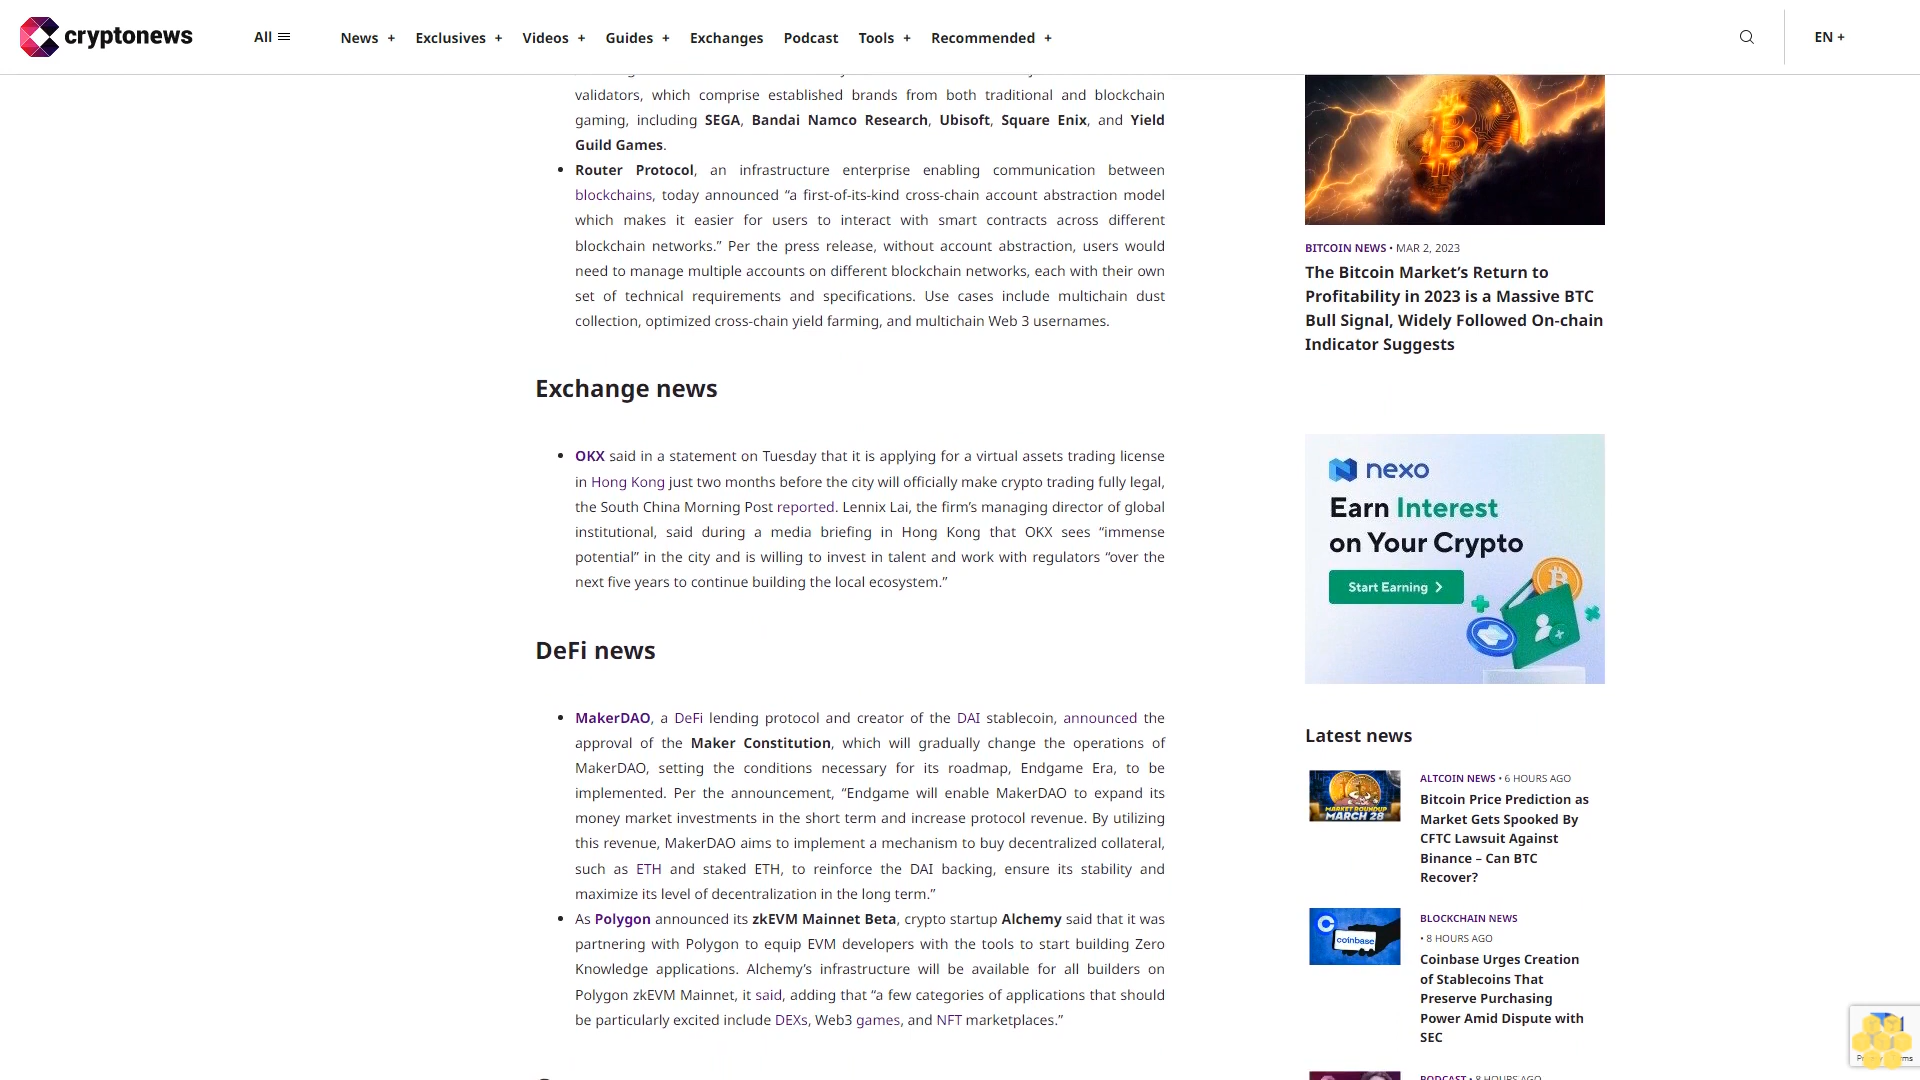 cryptonews
All
News +
Exclusives +
Videos +
Guides +
Exchanges
Podcast
Tools +
Recommended +
EN +
validators, which comprise established brands from both traditional and blockchain
gaming, including SEGA, Bandai Namco Research, Ubisoft, Square Enix, and Yield
Guild Games.
• Router Protocol, an infrastructure enterprise enabling communication between
blockchains, today announced “a first-of-its-kind cross-chain account abstraction model
which makes it easier for users to interact with smart contracts across different
blockchain networks.” Per the press release, without account abstraction, users would
need to manage multiple accounts on different blockchain networks, each with their own
set of technical requirements and specifications. Use cases include multichain dust
collection, optimized cross-chain yield farming, and multichain Web 3 usernames.
Exchange news
• OKX said in a statement on Tuesday that it is applying for a virtual assets trading license
in Hong Kong just two months before the city will officially make crypto trading fully legal,
the South China Morning Post reported. Lennix Lai, the firm’s managing director of global
institutional, said during a media briefing in Hong Kong that OKX sees “immense
potential” in the city and is willing to invest in talent and work with regulators “over the
next five years to continue building the local ecosystem.”
DeFi news
• MakerDAO, a DeFi lending protocol and creator of the DAI stablecoin, announced the
approval of the Maker Constitution, which will gradually change the operations of
MakerDAO, setting the conditions necessary for its roadmap, Endgame Era, to be
implemented. Per the announcement, “Endgame will enable MakerDAO to expand its
money market investments in the short term and increase protocol revenue. By utilizing
this revenue, MakerDAO aims to implement a mechanism to buy decentralized collateral,
such as ETH and staked ETH, to reinforce the DAI backing, ensure its stability and
maximize its level of decentralization in the long term.”
• As Polygon announced its zkEVM Mainnet Beta, crypto startup Alchemy said that it was
partnering with Polygon to equip EVM developers with the tools to start building Zero
Knowledge applications. Alchemy’s infrastructure will be available for all builders on
Polygon zkEVM Mainnet, it said, adding that “a few categories of applications that should
be particularly excited include DEXs, Web3 games, and NFT marketplaces.”
BITCOIN NEWS • MAR 2, 2023
The Bitcoin Market’s Return to
Profitability in 2023 is a Massive BTC
Bull Signal, Widely Followed On-chain
Indicator Suggests
nexo
Earn Interest
on Your Crypto
Start Earning
Latest news
MARKET ROUNDUP
MARCH 28
ALTCOIN NEWS • 6 HOURS AGO
Bitcoin Price Prediction as
Market Gets Spooked By
CFTC Lawsuit Against
Binance – Can BTC
Recover?
coinbase
BLOCKCHAIN NEWS
• 8 HOURS AGO
Coinbase Urges Creation
of Stablecoins That
Preserve Purchasing
Power Amid Dispute with
SEC
PODCAST • 8 HOURS AGO